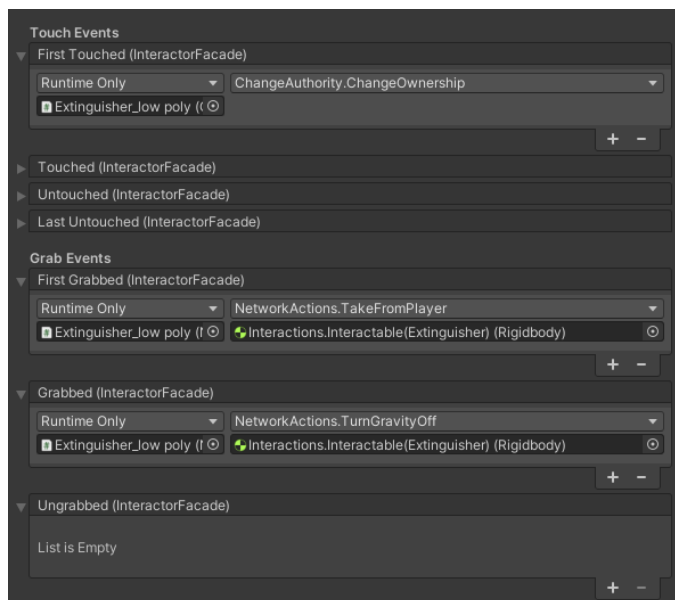 Touch Events
First Touched (InteractorFacade)
Runtime Only ChangeAuthority.ChangeOwnership
Extinguisher_low poly ((
Touched (InteractorFacade)
Untouched (InteractorFacade)
Last Untouched (InteractorFacade)
Grab Events
First Grabbed (InteractorFacade)
Runtime Only NetworkActions.TakeFromPlayer
Extinguisher_low poly (I Interactions.Interactable(Extinguisher) (Rigidbody)
Grabbed (InteractorFacade)
Runtime Only NetworkActions.TurnGravityOff
Extinguisher_low poly (I Interactions.Interactable(Extinguisher) (Rigidbody)
Ungrabbed (InteractorFacade)
List is Empty